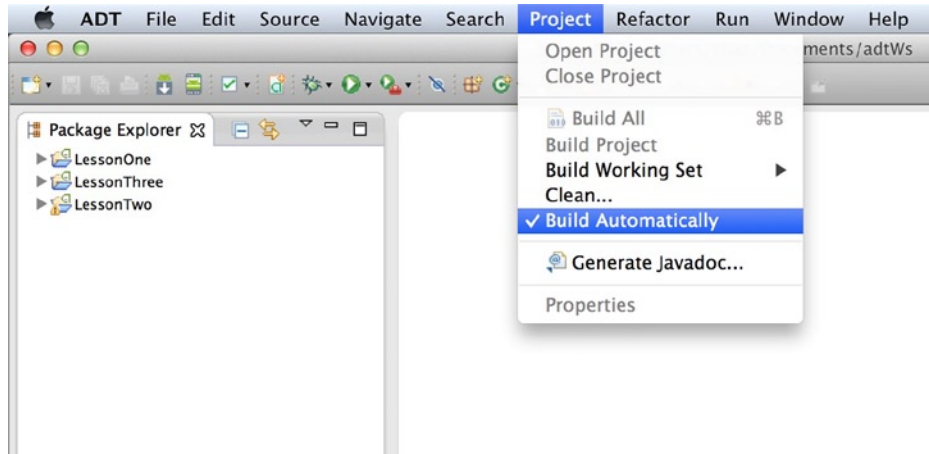 ADT File Edit Source Navigate Search Project Refactor Run Window Help
ments/adtWs
Open Project
Close Project
Build All ⌘B
Build Project
Build Working Set
Clean...
Build Automatically
Generate Javadoc...
Properties
Package Explorer
LessonOne
LessonThree
LessonTwo